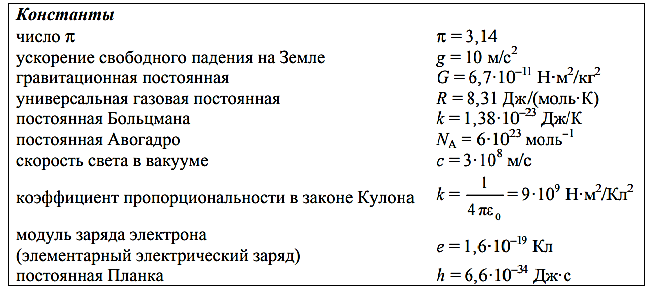 Константы
число π π = 3,14
ускорение свободного падения на Земле g = 10 м/с²
гравитационная постоянная G = 6,7·10⁻¹¹ Н·м²/кг²
универсальная газовая постоянная R = 8,31 Дж/(моль·К)
постоянная Больцмана k = 1,38·10⁻²³ Дж/К
постоянная Авогадро N_A = 6·10²³ моль⁻¹
скорость света в вакууме c = 3·10⁸ м/с
коэффициент пропорциональности в законе Кулона k = 1/(4πε₀) = 9·10⁹ Н·м²/Кл²
модуль заряда электрона
(элементарный электрический заряд) e = 1,6·10⁻¹⁹ Кл
постоянная Планка h = 6,6·10⁻³⁴ Дж·с